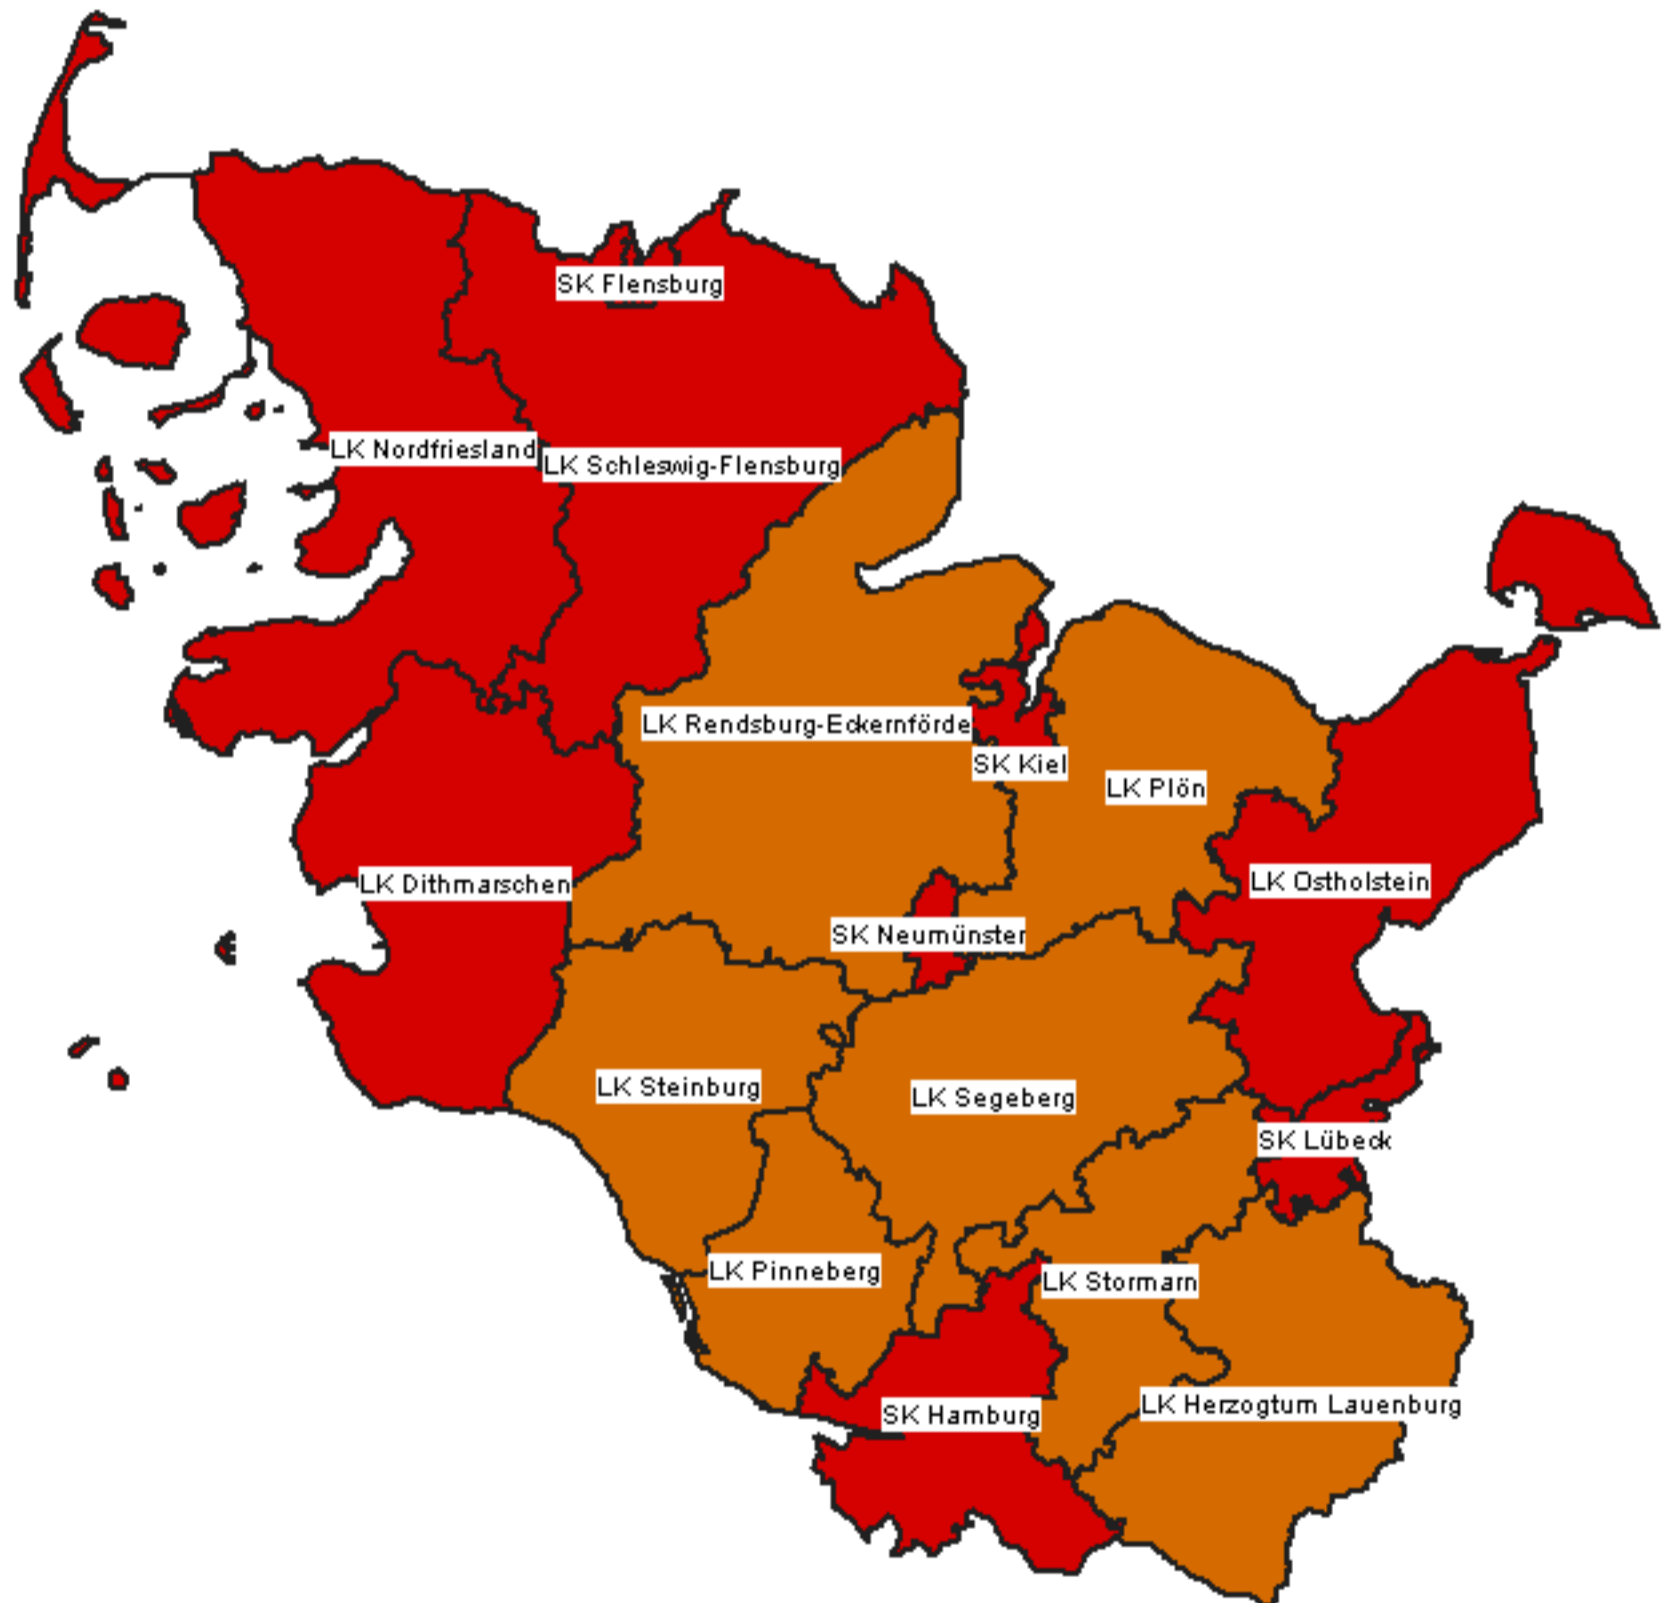 SK Flensburg
LK Nordfriesland
LK Schleswig-Flensburg
LK Rendsburg-Eckernförde
SK Kiel
LK Plön
LK Dithmarschen
LK Ostholstein
SK Neumünster
LK Steinburg
LK Segeberg
SK Lübeck
LK Pinneberg
LK Stormarn
LK Herzogtum Lauenburg
SK Hamburg